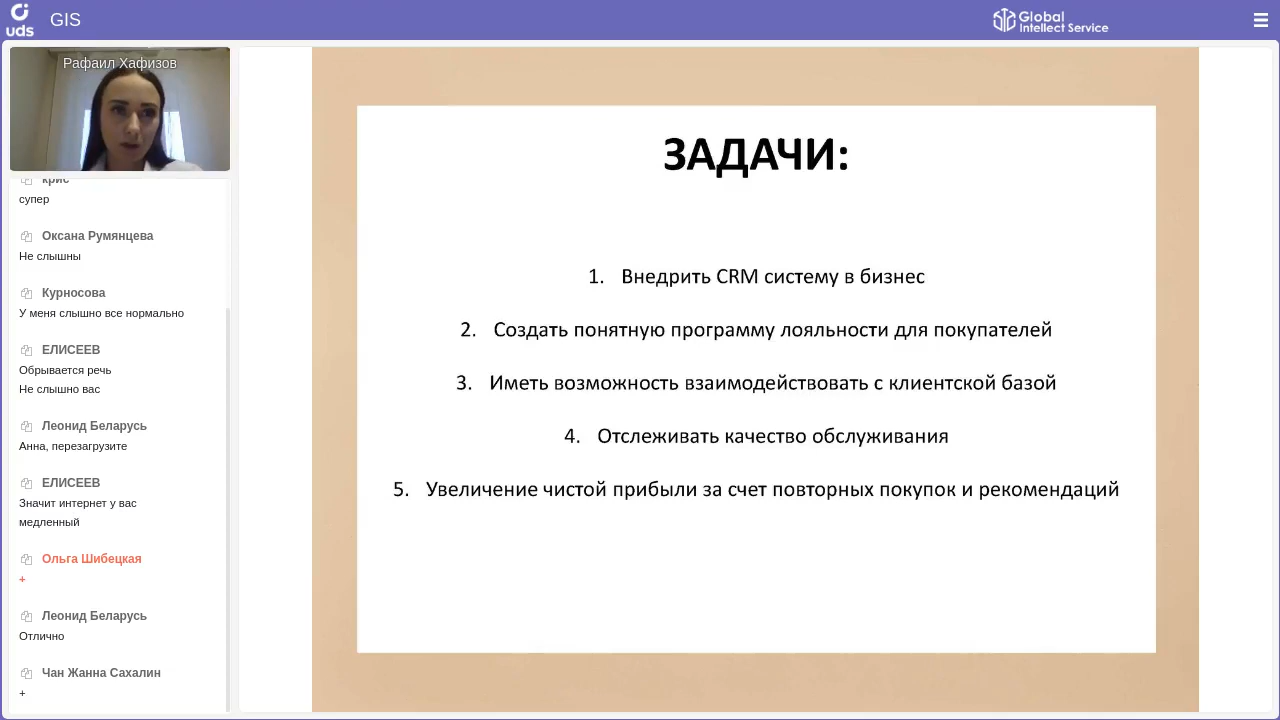 uds
GIS
Global
Intellect Service
Рафаил Хафизов
крис
супер
Оксана Румянцева
Не слышны
Курносова
У меня слышно все нормально
ЕЛИСЕЕВ
Обрывается речь
Не слышно вас
Леонид Беларусь
Анна, перезагрузите
ЕЛИСЕЕВ
Значит интернет у вас
медленный
Ольга Шибецкая
+
Леонид Беларусь
Отлично
Чан Жанна Сахалин
+
ЗАДАЧИ:
1. Внедрить CRM систему в бизнес
2. Создать понятную программу лояльности для покупателей
3. Иметь возможность взаимодействовать с клиентской базой
4. Отслеживать качество обслуживания
5. Увеличение чистой прибыли за счет повторных покупок и рекомендаций